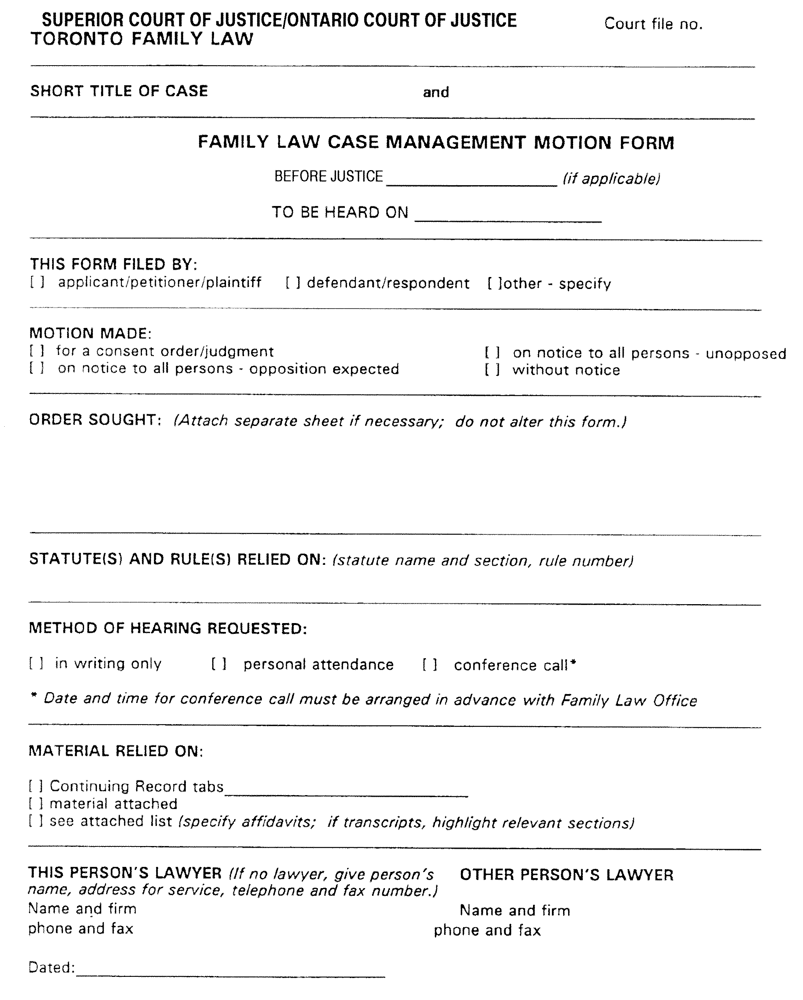 SUPERIOR COURT OF JUSTICE/ONTARIO COURT OF JUSTICE Court file no.
TORONTO FAMILY LAW
SHORT TITLE OF CASE and
FAMILY LAW CASE MANAGEMENT MOTION FORM
BEFORE JUSTICE ____________________ (if applicable)
TO BE HEARD ON ______________________
THIS FORM FILED BY:
[ ] applicant/petitioner/plaintiff [ ] defendant/respondent [ ]other - specify
MOTION MADE:
[ ] for a consent order/judgment [ ] on notice to all persons - unopposed
[ ] on notice to all persons - opposition expected [ ] without notice
ORDER SOUGHT: (Attach separate sheet if necessary; do not alter this form.)
STATUTE(S) AND RULE(S) RELIED ON: (statute name and section, rule number)
METHOD OF HEARING REQUESTED:
[ ] in writing only [ ] personal attendance [ ] conference call*
* Date and time for conference call must be arranged in advance with Family Law Office
MATERIAL RELIED ON:
[ ] Continuing Record tabs____________________________
[ ] material attached
[ ] see attached list (specify affidavits; if transcripts, highlight relevant sections)
THIS PERSON'S LAWYER (If no lawyer, give person's OTHER PERSON'S LAWYER
name, address for service, telephone and fax number.)
Name and firm Name and firm
phone and fax phone and fax
Dated:____________________________________